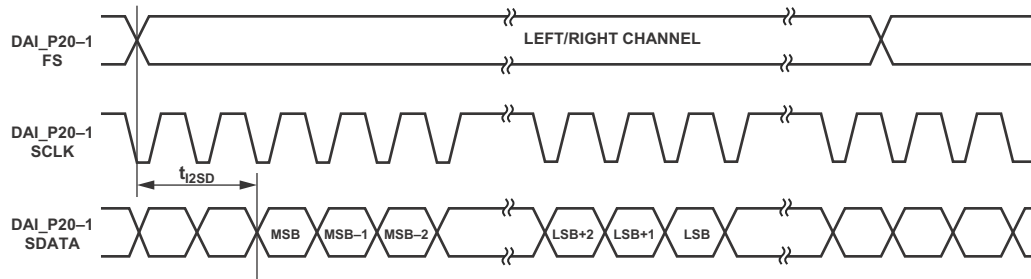 DAI_P20–1
FS
LEFT/RIGHT CHANNEL
DAI_P20–1
SCLK
tI2SD
DAI_P20–1
SDATA
MSB
MSB–1
MSB–2
LSB+2
LSB+1
LSB